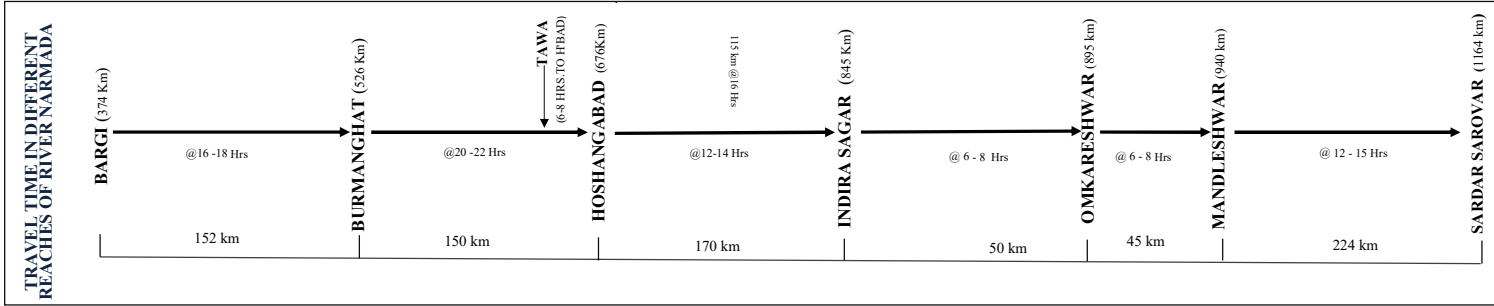 TRAVEL TIME IN DIFFERENT
REACHES OF RIVER NARMADA
BARGI (374 Km)
@16 -18 Hrs
BURMANGHAT (526 Km)
@20 -22 Hrs
TAWA
(6-8 HRS.TO H'BAD)
HOSHANGABAD (676Km)
115 km @16 Hrs
@12-14 Hrs
INDIRA SAGAR (845 Km)
@ 6 - 8 Hrs
OMKARESHWAR (895 km)
@ 6 - 8 Hrs
MANDLESHWAR (940 km)
@ 12 - 15 Hrs
SARDAR SAROVAR (1164 km)
152 km
150 km
170 km
50 km
45 km
224 km